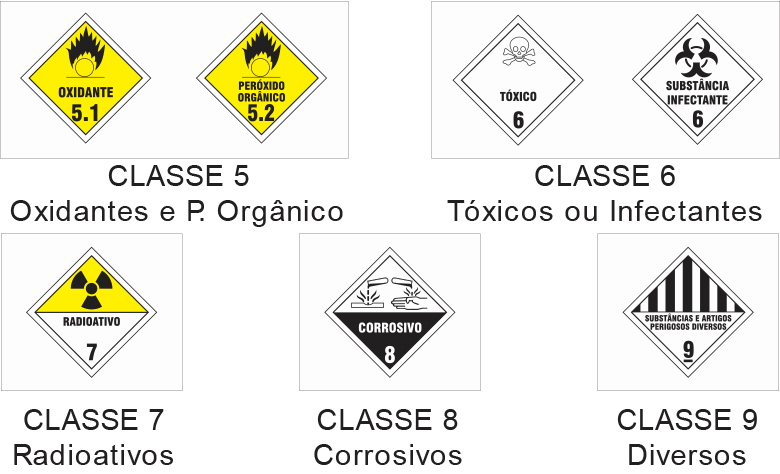 OXIDANTE
5.1
PERÓXIDO
ORGÂNICO
5.2
CLASSE 5
Oxidantes e P. Orgânico
TÓXICO
6
SUBSTÂNCIA
INFECTANTE
6
CLASSE 6
Tóxicos ou Infectantes
RADIOATIVO
7
CLASSE 7
Radioativos
CORROSIVO
8
CLASSE 8
Corrosivos
SUBSTÂNCIAS E ARTIGOS
PERIGOSOS DIVERSOS
9
CLASSE 9
Diversos